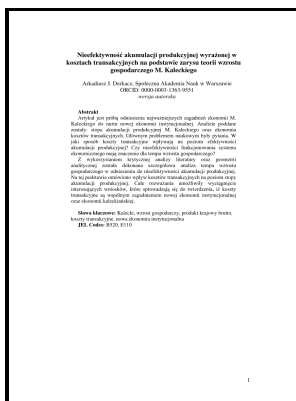 Nieefektywność akumulacji produkcyjnej wyrażonej w
kosztach transakcyjnych na podstawie zarysu teorii wzrostu
gospodarczego M. Kaleckiego
Arkadiusz J. Derkacz, Społeczna Akademia Nauk w Warszawie
ORCID: 0000-0003-1363-9551
wersja autorska
Abstrakt
Artykuł jest próbą odniesienia najważniejszych zagadnień ekonomi M.
Kaleckiego do nurtu nowej ekonomi instytucjonalnej. Analizie poddane
zostały: stopa akumulacji produkcyjnej M. Kaleckiego oraz ekonomia
kosztów transakcyjnych. Głównym problemem naukowym były pytania. W
jaki sposób koszty transakcyjne wpływają na poziom efektywności
akumulacji produkcyjnej? Czy nieefektywności funkcjonowania systemu
ekonomicznego mają znaczenie dla tempa wzrostu gospodarczego?
Z wykorzystaniem krytycznej analizy literatury oraz geometrii
analitycznej została dokonana szczegółowa analiza tempa wzrostu
gospodarczego w odniesieniu do nieefektywności akumulacji produkcyjnej.
Na tej podstawie omówiono wpływ kosztów transakcyjnych na poziom stopy
akumulacji produkcyjnej. Całe rozważania umożliwiły wyciągnięcie
interesujących wniosków, które sprowadzają się do twierdzenia, iż koszty
transakcyjne są wspólnym zagadnieniem nowej ekonomii instytucjonalnej
oraz ekonomii kaleckiańskiej.
Słowa kluczowe: Kalecki, wzrost gospodarczy, produkt krajowy brutto,
koszty transakcyjne, nowa ekonomia instytucjonalna
JEL Codes: B520, E110
1